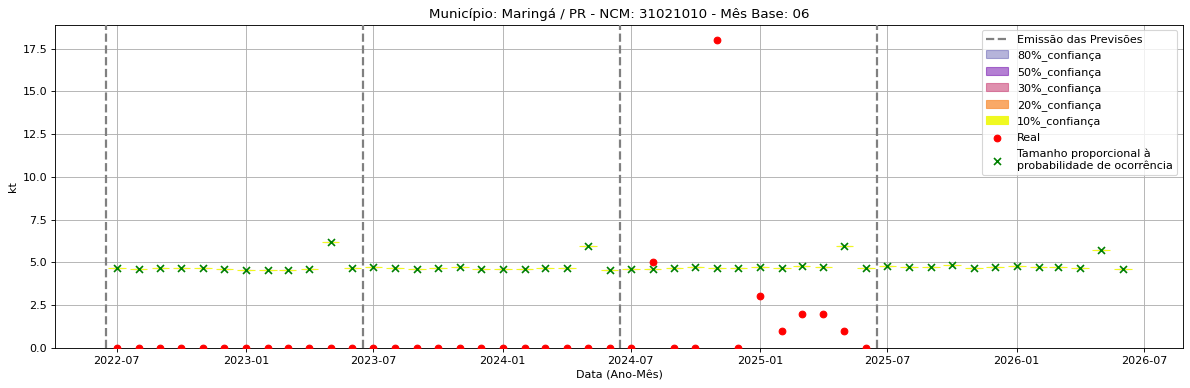 Município: Maringá / PR - NCM: 31021010 - Mês Base: 06
Emissão das Previsões
80%_confiança
50%_confiança
30%_confiança
20%_confiança
10%_confiança
Real
Tamanho proporcional à
probabilidade de ocorrência
kt
17.5
15.0
12.5
10.0
7.5
5.0
2.5
0.0
2022-07
2023-01
2023-07
2024-01
2024-07
2025-01
2025-07
2026-01
2026-07
Data (Ano-Mês)